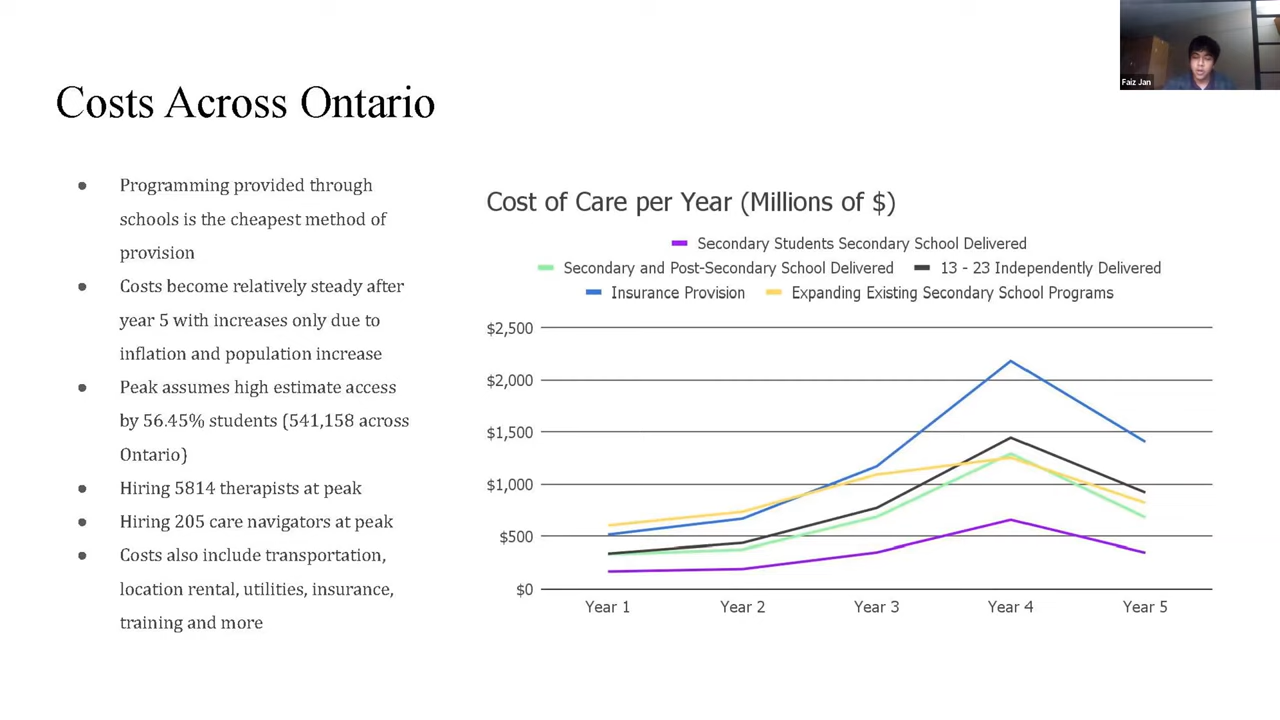 Faiz Jan
Costs Across Ontario
● Programming provided through
schools is the cheapest method of
provision
● Costs become relatively steady after
year 5 with increases only due to
inflation and population increase
● Peak assumes high estimate access
by 56.45% students (541,158 across
Ontario}
● Hiring 5814 therapists at peak
● Hiring 205 care navigators at peak
● Costs also include transportation,
location rental, utilities, insurance,
training and more
Cost of Care per Year (Millions of $)
Secondary Students Secondary School Delivered
Secondary and Post-Secondary School Delivered 13 - 23 Independently Delivered
Insurance Provision Expanding Existing Secondary School Programs
$2,500
$2,000
$1,500
$1,000
$500
$0
Year 1 Year 2 Year 3 Year 4 Year 5